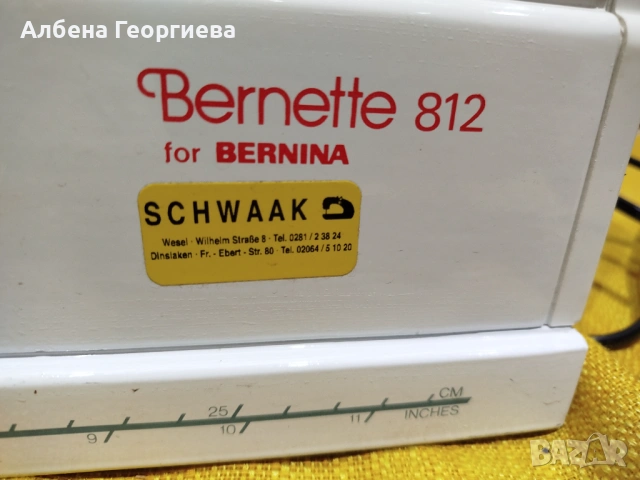 Албена Георгиева
Bernette 812
for BERNINA
SCHWAAK
Wesel · Wilhelm Straße 8 · Tel. 0281 / 2 38 24
Dinslaken · Fr. - Ebert - Str. 80 · Tel. 02064 / 5 10 20
25 CM
9 10 11 INCHES
BAZAR